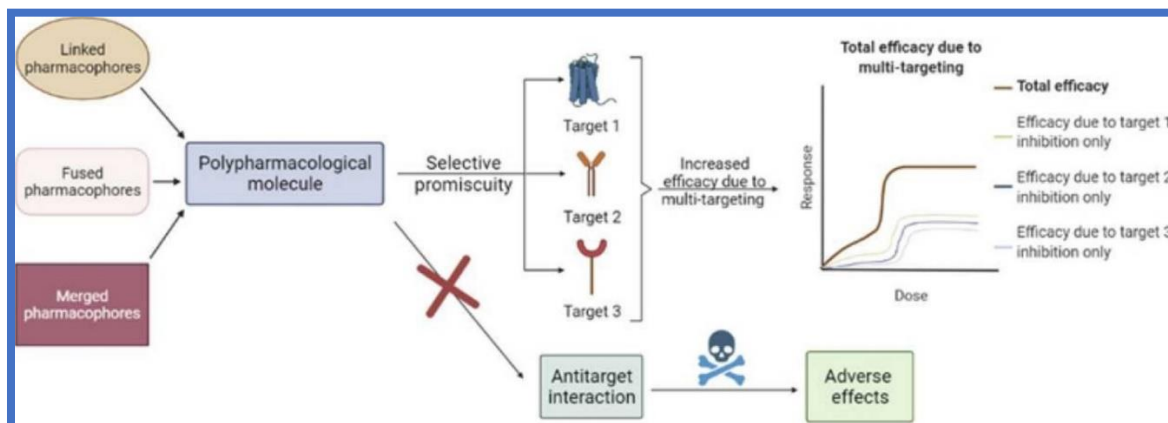 Linked
pharmacophores
Fused
pharmacophores
Merged
pharmacophores
Polypharmacological
molecule
Selective
promiscuity
Target 1
Target 2
Target 3
Increased
efficacy due to
multi-targeting
Total efficacy due to
multi-targeting
Response
Dose
Total efficacy
Efficacy due to target 1
inhibition only
Efficacy due to target 2
inhibition only
Efficacy due to target 3
inhibition only
Antitarget
interaction
Adverse
effects